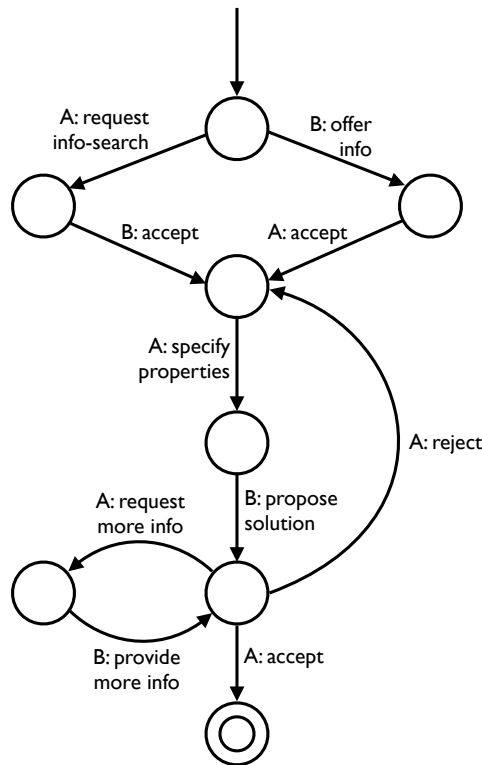 A: request
info-search
B: offer
info
B: accept
A: accept
A: specify
properties
A: reject
A: request
more info
B: propose
solution
B: provide
more info
A: accept